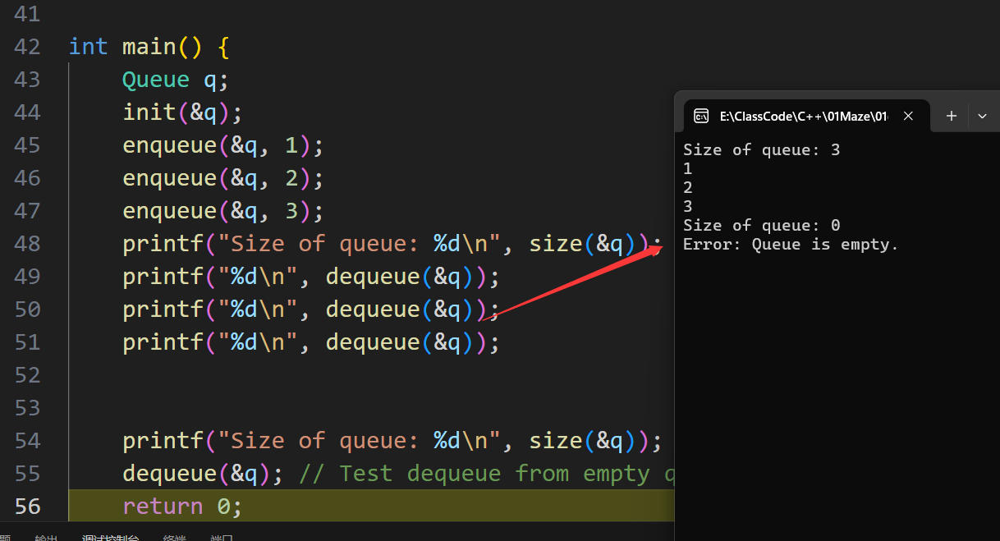 41
42 int main() {
43 Queue q;
44 init(&q);
45 enqueue(&q, 1);
46 enqueue(&q, 2);
47 enqueue(&q, 3);
48 printf("Size of queue: %d\n", size(&q));
49 printf("%d\n", dequeue(&q));
50 printf("%d\n", dequeue(&q));
51 printf("%d\n", dequeue(&q));
52
53
54 printf("Size of queue: %d\n", size(&q));
55 dequeue(&q); // Test dequeue from empty
56 return 0;
输出 调试控制台 终端 端口
E:\ClassCode\C++\01Maze\01
Size of queue: 3
1
2
3
Size of queue: 0
Error: Queue is empty.